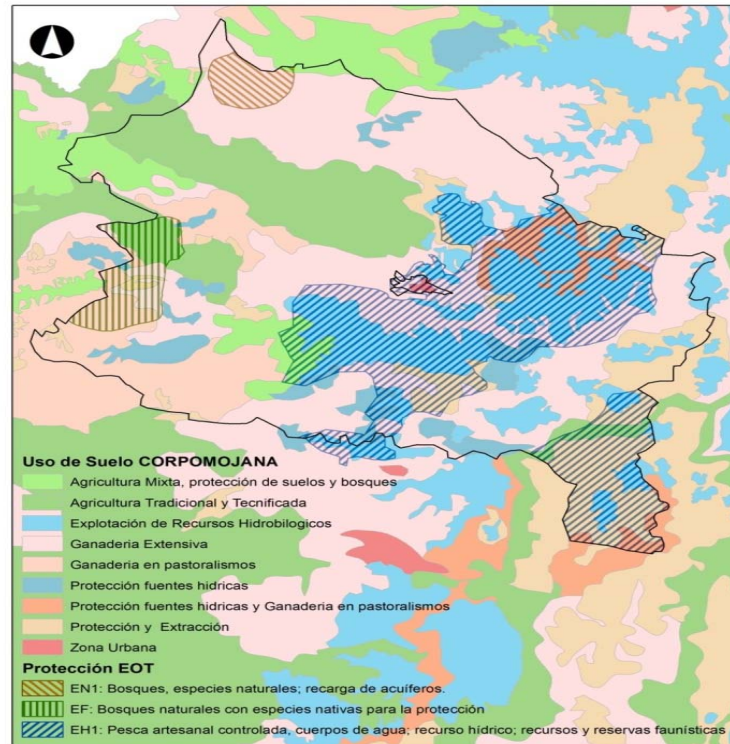 Uso de Suelo CORPOMOJANA
Agricultura Mixta, protección de suelos y bosques
Agricultura Tradicional y Tecnificada
Explotación de Recursos Hidrobilogicos
Ganaderia Extensiva
Ganaderia en pastoralismos
Protección fuentes hidricas
Protección fuentes hidricas y Ganaderia en pastoralismos
Protección y Extracción
Zona Urbana
Protección EOT
EN1: Bosques, especies naturales; recarga de acuíferos.
EF: Bosques naturales con especies nativas para la protección
EH1: Pesca artesanal controlada, cuerpos de agua; recurso hídrico; recursos y reservas faunísticas